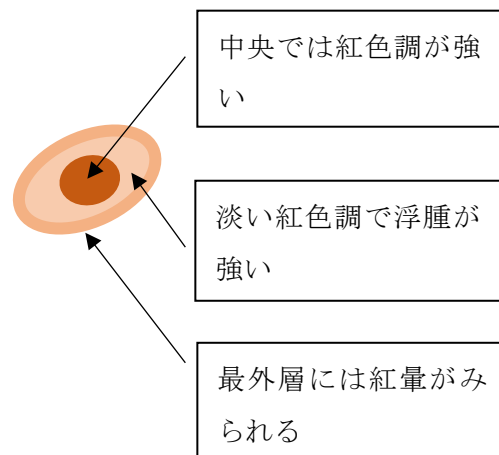 中央では紅色調が強
い
淡い紅色調で浮腫が
強い
最外層には紅暈がみ
られる